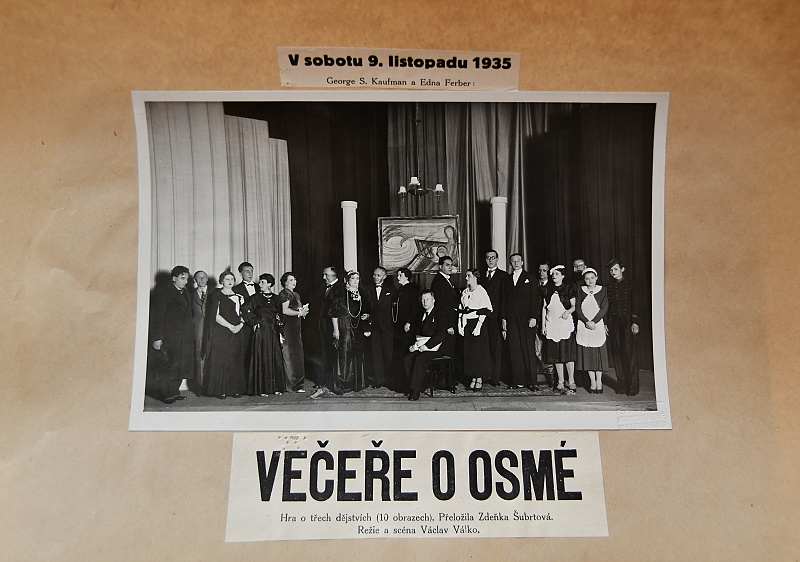 V sobotu 9. listopadu 1935
George S. Kaufman a Edna Ferber:
VEČEŘE O OSMÉ
Hra o třech dějstvích (10 obrazech). Přeložila Zdeňka Šubrtová.
Režie a scéna Václav Válko.